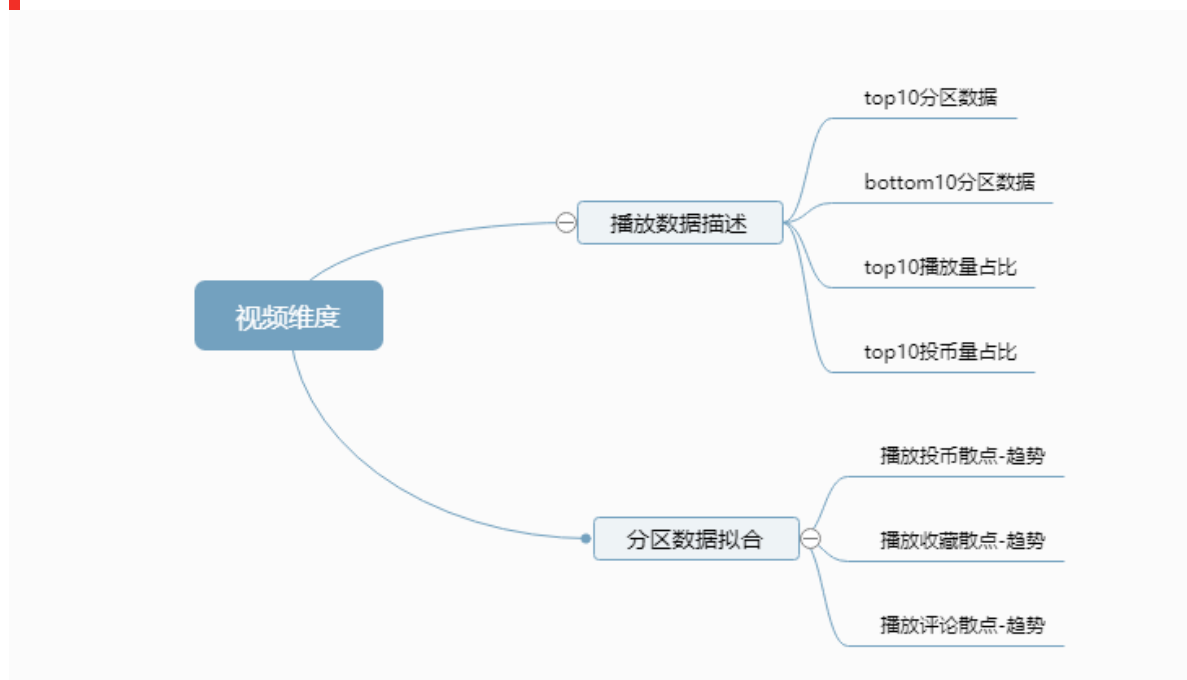 视频维度
播放数据描述
top10分区数据
bottom10分区数据
top10播放量占比
top10投币量占比
分区数据拟合
播放投币散点-趋势
播放收藏散点-趋势
播放评论散点-趋势